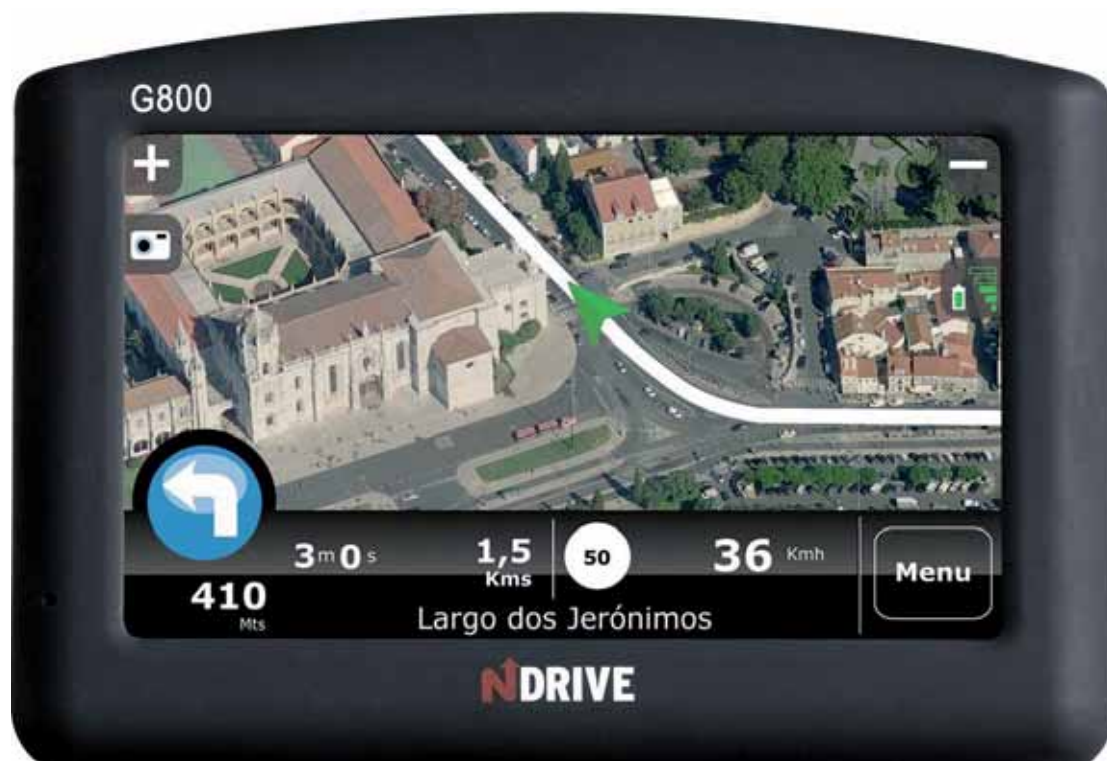 G800
3m0s
1,5
Kms
50
36 Kmh
Menu
410
Mts
Largo dos Jerónimos
NDRIVE